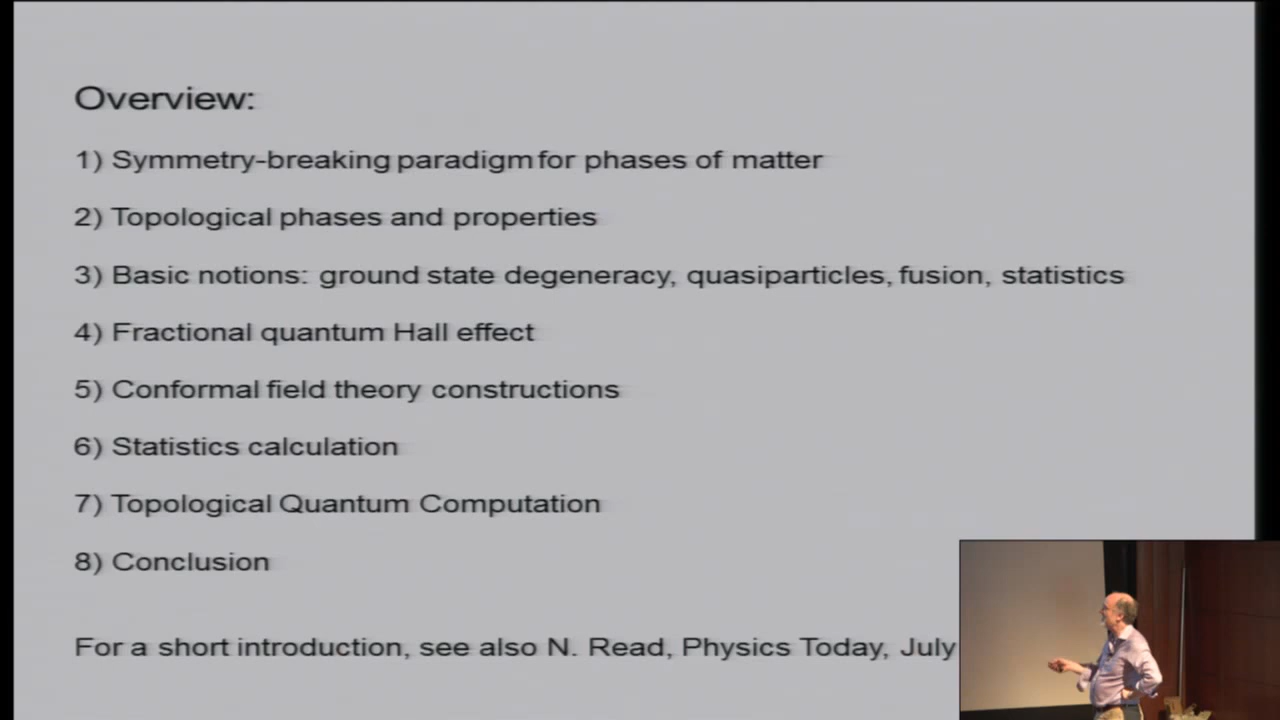 Overview:
1) Symmetry-breaking paradigm for phases of matter
2) Topological phases and properties
3) Basic notions: ground state degeneracy, quasiparticles, fusion, statistics
4) Fractional quantum Hall effect
5) Conformal field theory constructions
6) Statistics calculation
7) Topological Quantum Computation
8) Conclusion
For a short introduction, see also N. Read, Physics Today, July